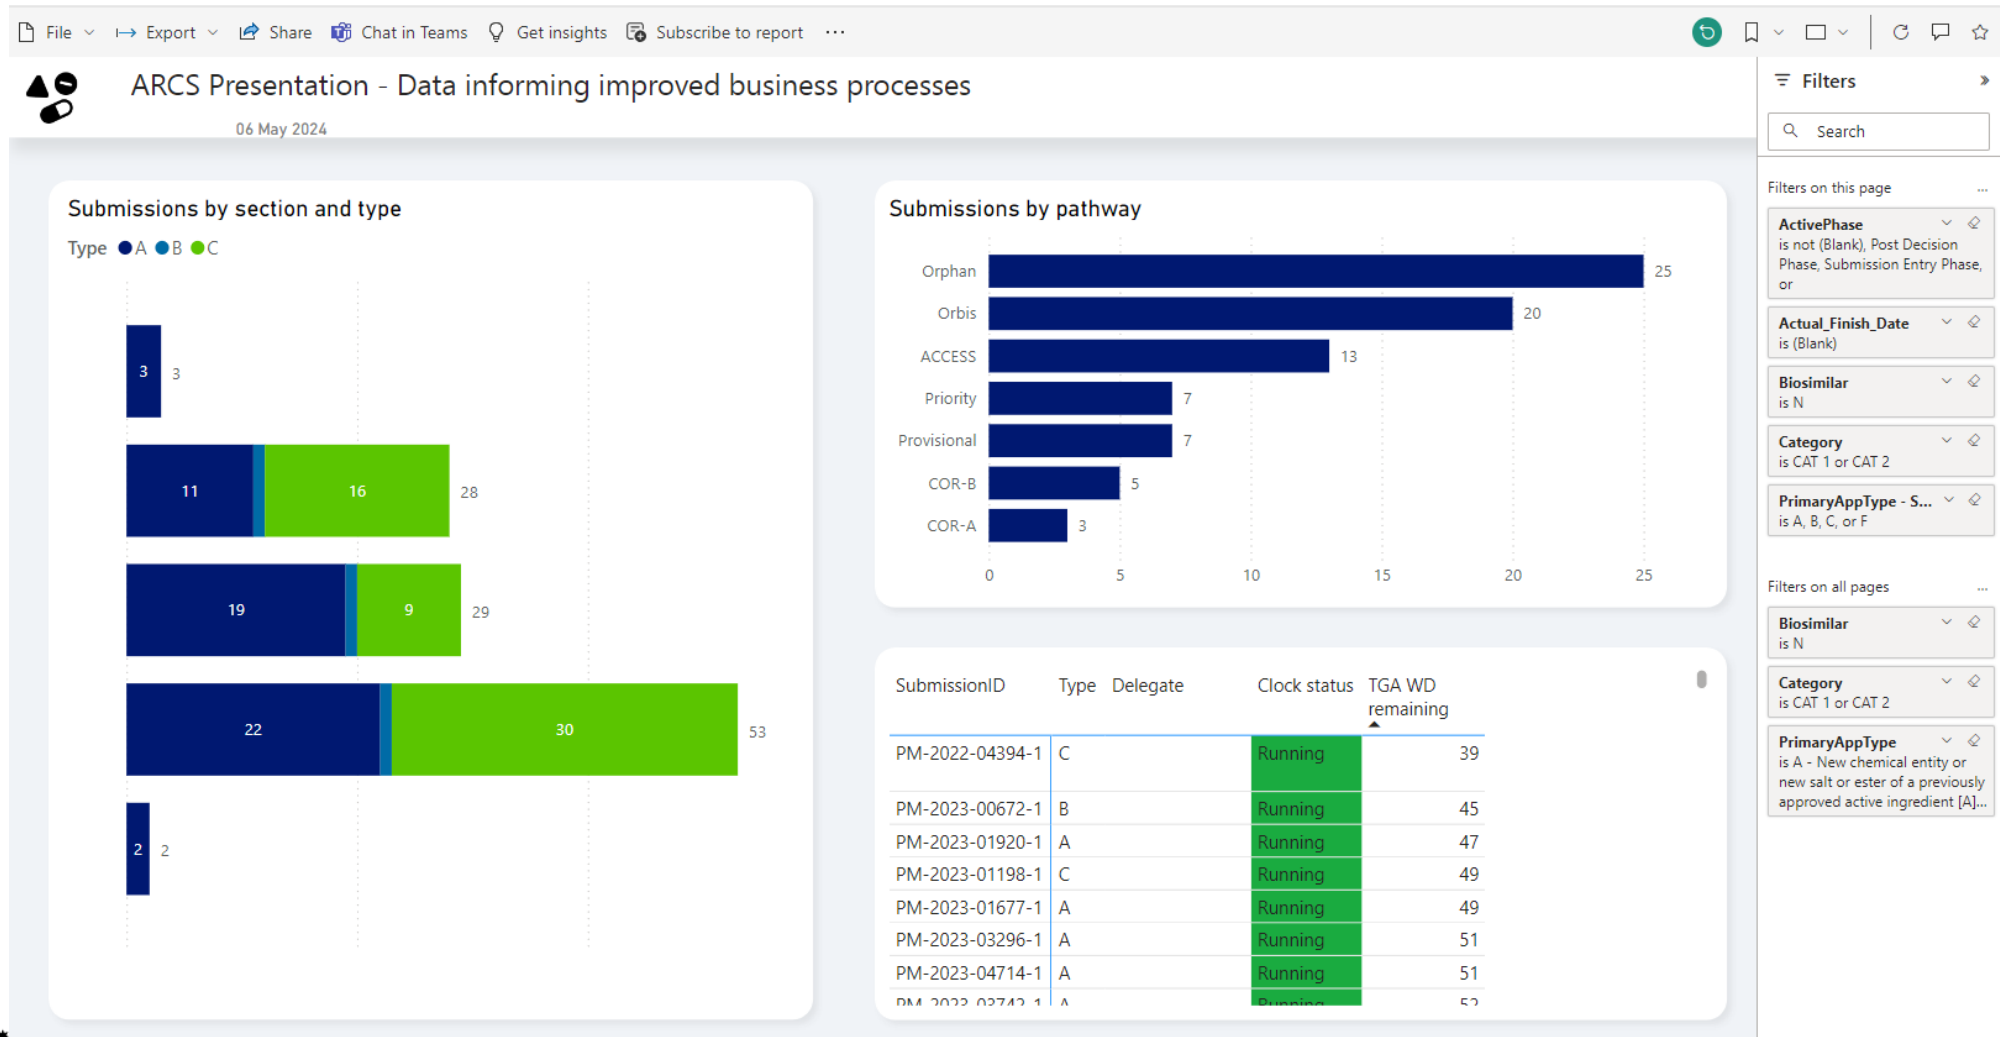 File Export Share Chat in Teams Get insights Subscribe to report ...
ARCS Presentation - Data informing improved business processes
06 May 2024
Submissions by section and type
Type A B C
3 3
11 16 28
19 9 29
22 30 53
2 2
Submissions by pathway
Orphan 25
Orbis 20
ACCESS 13
Priority 7
Provisional 7
COR-B 5
COR-A 3
0 5 10 15 20 25
SubmissionID Type Delegate Clock status TGA WD
remaining
PM-2022-04394-1 C Running 39
PM-2023-00672-1 B Running 45
PM-2023-01920-1 A Running 47
PM-2023-01198-1 C Running 49
PM-2023-01677-1 A Running 49
PM-2023-03296-1 A Running 51
PM-2023-04714-1 A Running 51
PM-2023-03742-1 A Running 52
Filters
Search
Filters on this page ...
ActivePhase
is not (Blank), Post Decision
Phase, Submission Entry Phase,
or
Actual_Finish_Date
is (Blank)
Biosimilar
is N
Category
is CAT 1 or CAT 2
PrimaryAppType - S...
is A, B, C, or F
Filters on all pages ...
Biosimilar
is N
Category
is CAT 1 or CAT 2
PrimaryAppType
is A - New chemical entity or
new salt or ester of a previously
approved active ingredient [A]...